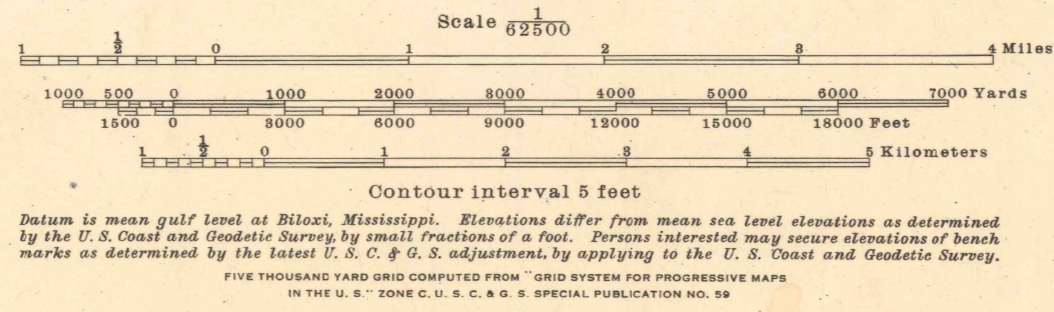 Scale 1/62500
1 1/2 0 1 2 3 4 Miles
1000 500 0 1000 2000 3000 4000 5000 6000 7000 Yards
1500 0 3000 6000 9000 12000 15000 18000 Feet
1 1/2 0 1 2 3 4 5 Kilometers
Contour interval 5 feet
Datum is mean gulf level at Biloxi, Mississippi. Elevations differ from mean sea level elevations as determined
by the U. S. Coast and Geodetic Survey, by small fractions of a foot. Persons interested may secure elevations of bench
marks as determined by the latest U. S. C. & G. S. adjustment, by applying to the U. S. Coast and Geodetic Survey.
FIVE THOUSAND YARD GRID COMPUTED FROM "GRID SYSTEM FOR PROGRESSIVE MAPS
IN THE U. S." ZONE C, U. S. C. & G. S. SPECIAL PUBLICATION NO. 59